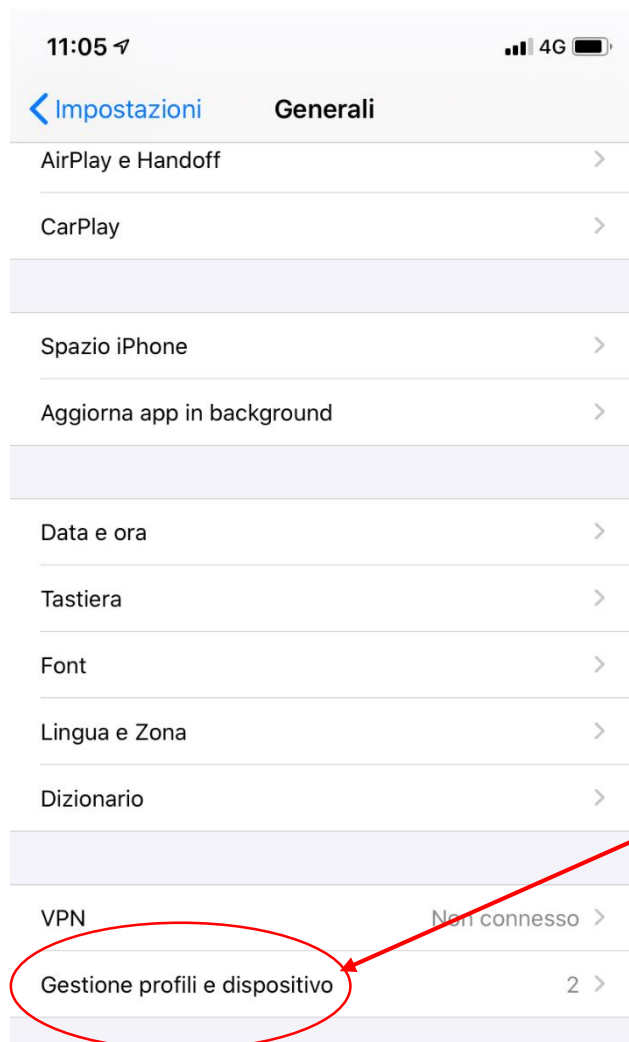 11:05 4G
Impostazioni Generali
AirPlay e Handoff
CarPlay
Spazio iPhone
Aggiorna app in background
Data e ora
Tastiera
Font
Lingua e Zona
Dizionario
VPN Non connesso
Gestione profili e dispositivo 2